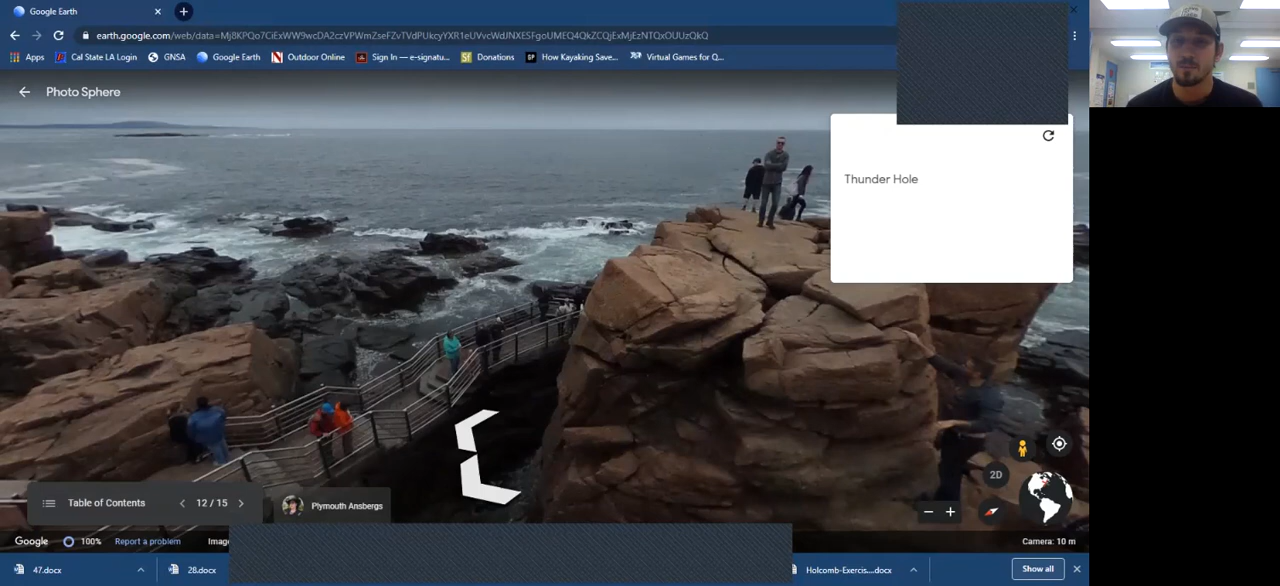 Google Earth
earth.google.com/web/data=Mj8KPQo7CiExWW9wcDA2czVPWmZseFZvTVdPUkcyYXR1eUVvcWdJNXESFgoUMEQ4QkZCQjExMjEzNTQxOUUzQkQ
Apps
Cal State LA Login
GNSA
Google Earth
Outdoor Online
Sign In — e-signatu...
Donations
How Kayaking Save...
Virtual Games for Q...
Photo Sphere
Thunder Hole
Table of Contents
12 / 15
Plymouth Ansbergs
2D
Google
100%
Report a problem
Camera: 10 m
47.docx
28.docx
Holcomb-Exercis....docx
Show all